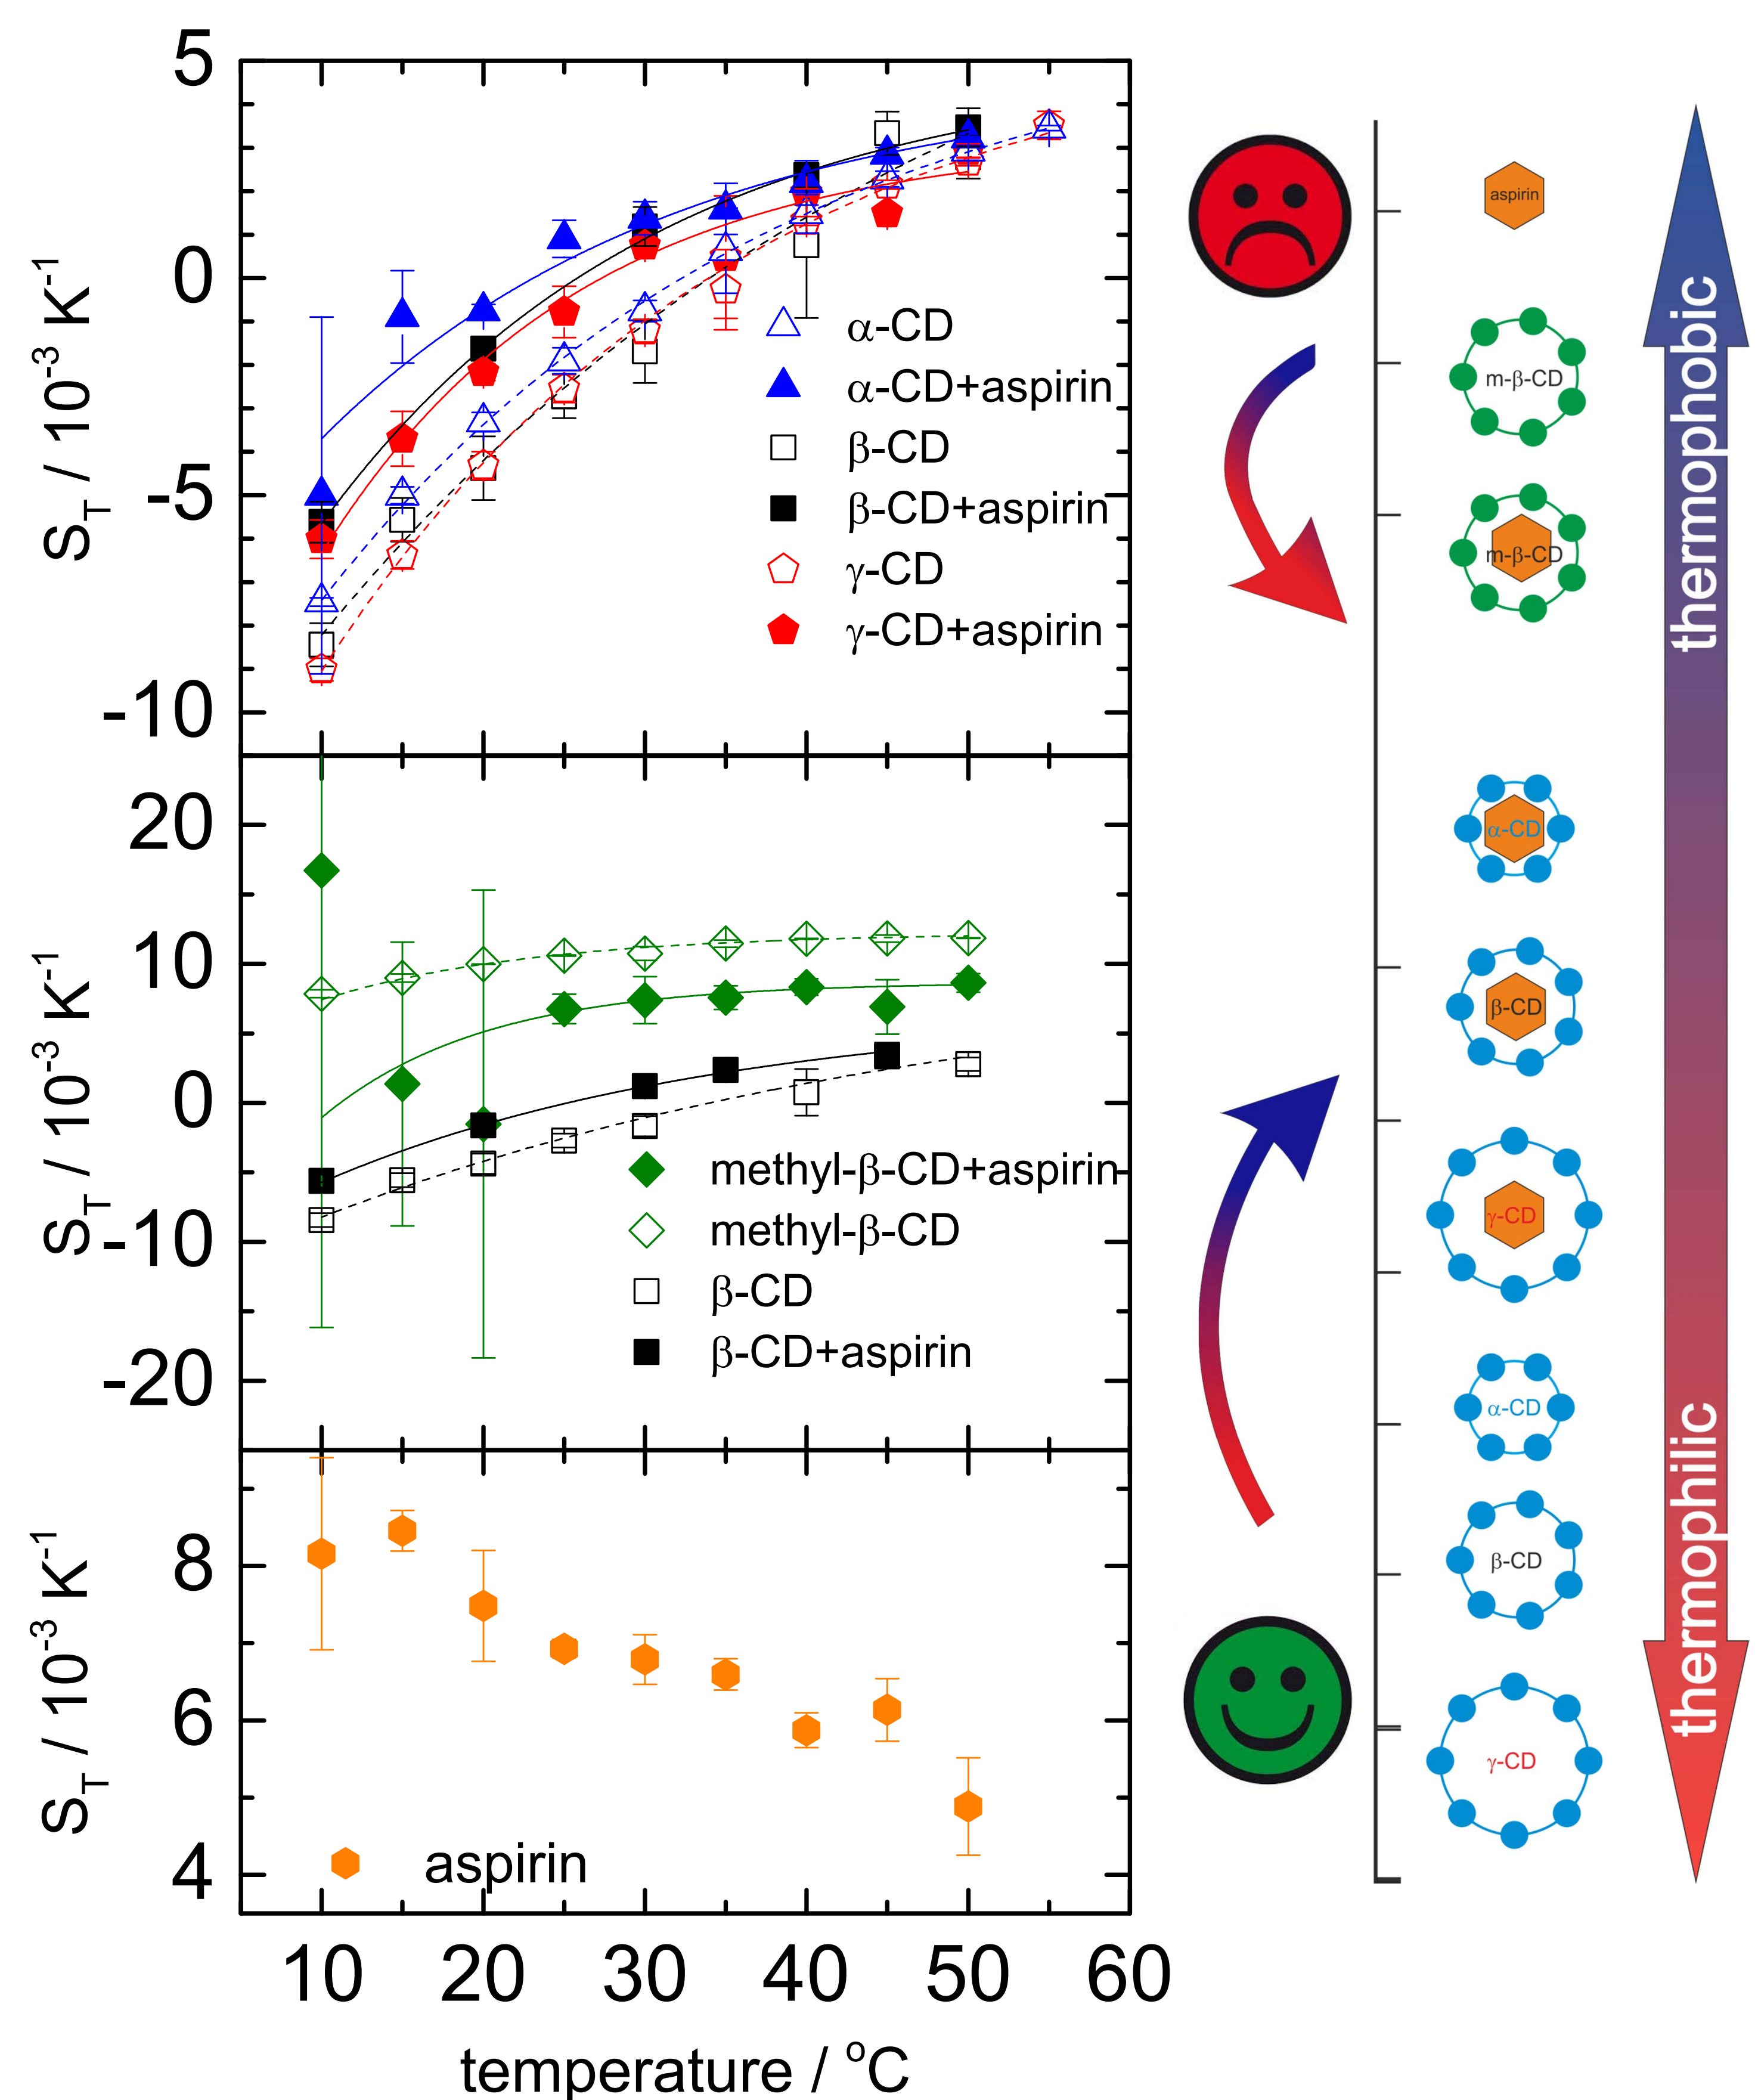 5
0
-5
-10
S_T / 10^-3 K^-1
α-CD
α-CD+aspirin
β-CD
β-CD+aspirin
γ-CD
γ-CD+aspirin
20
10
0
-10
-20
S_T / 10^-3 K^-1
methyl-β-CD+aspirin
methyl-β-CD
β-CD
β-CD+aspirin
8
6
4
S_T / 10^-3 K^-1
aspirin
10 20 30 40 50 60
temperature / °C
aspirin
m-β-CD
m-β-CD
α-CD
β-CD
γ-CD
α-CD
β-CD
γ-CD
thermophobic
thermophilic